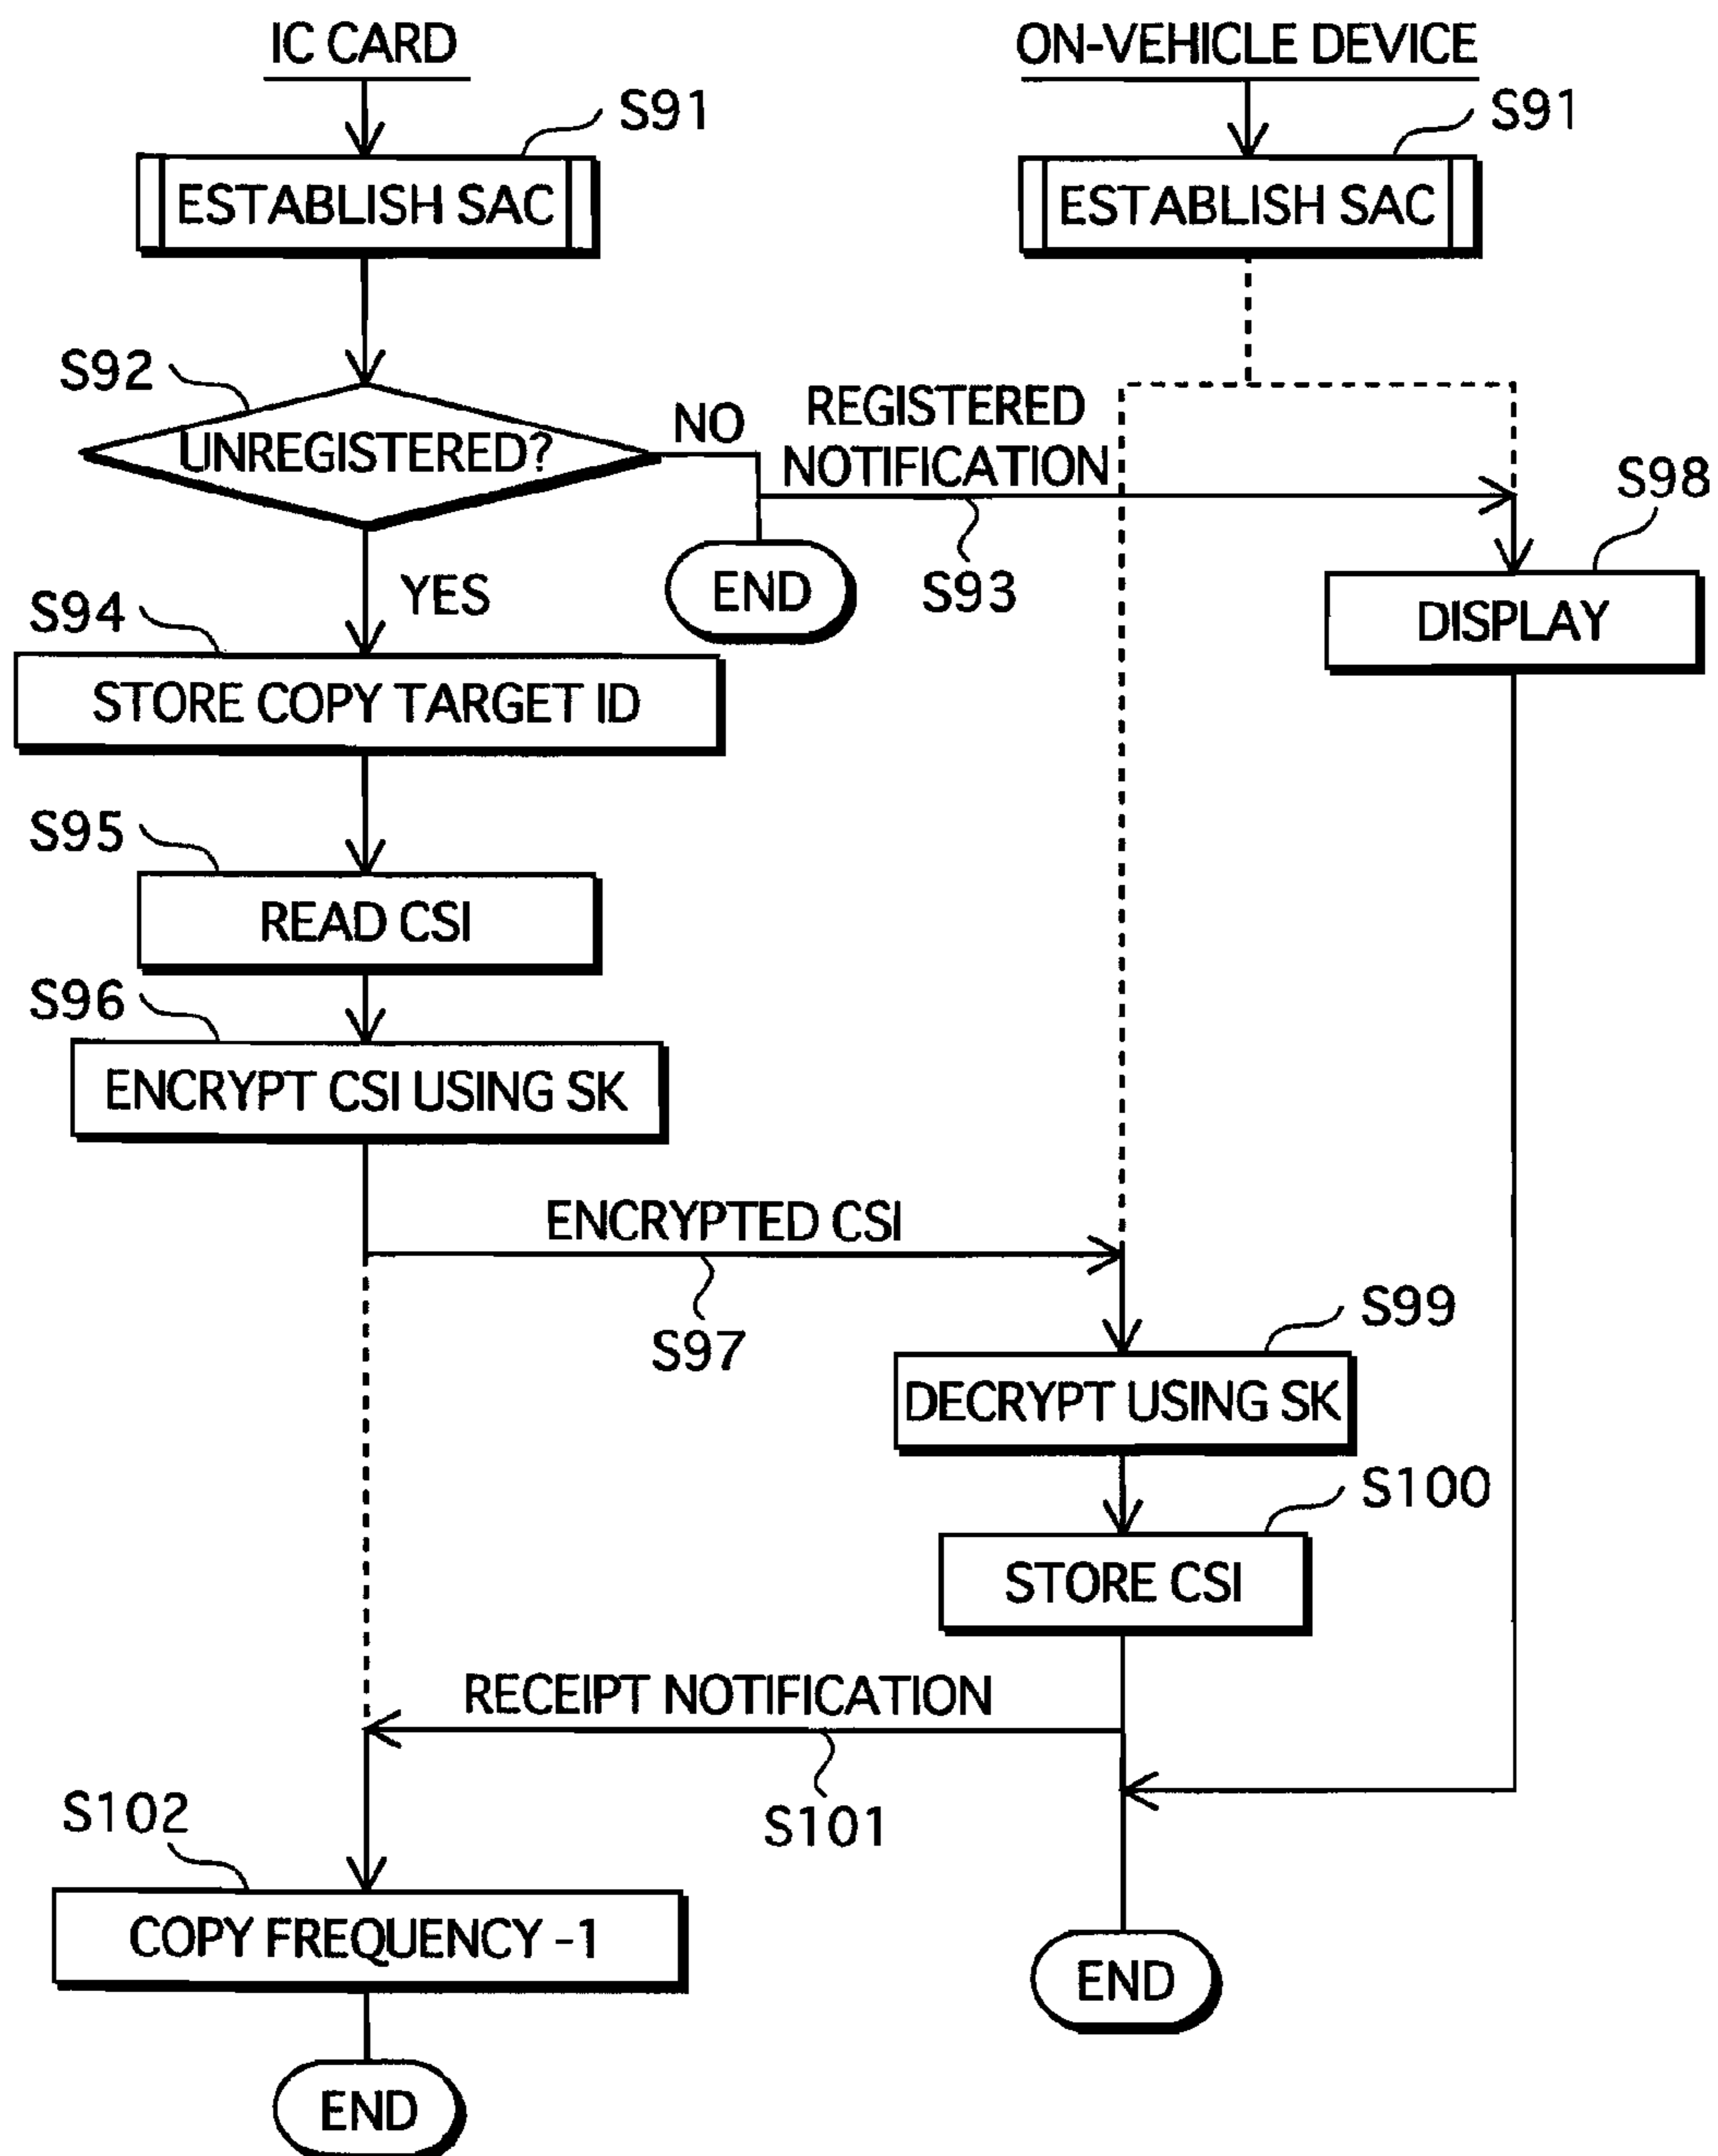 IC CARD
ON-VEHICLE DEVICE
S91
S91
ESTABLISH SAC
ESTABLISH SAC
S92
UNREGISTERED?
NO
REGISTERED
NOTIFICATION
S98
S93
END
DISPLAY
YES
S94
STORE COPY TARGET ID
S95
READ CSI
S96
ENCRYPT CSI USING SK
ENCRYPTED CSI
S97
S99
DECRYPT USING SK
S100
STORE CSI
RECEIPT NOTIFICATION
S101
S102
COPY FREQUENCY -1
END
END